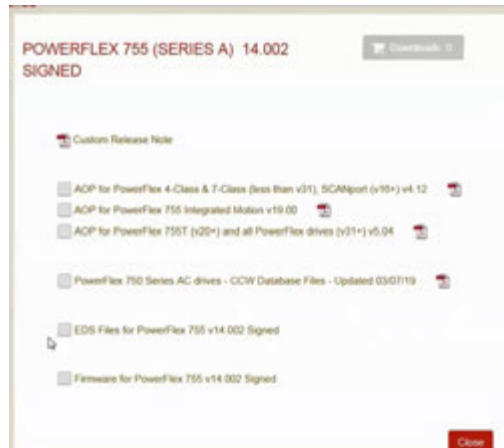 POWERFLEX 755 (SERIES A) 14.002
SIGNED
Downloads 0
Custom Release Note
AOP for PowerFlex 4-Class & 7-Class (less than v31), SCANport (v16+) v4.12
AOP for PowerFlex 755 Integrated Motion v19.00
AOP for PowerFlex 755T (v20+) and all PowerFlex drives (v31+) v5.04
PowerFlex 750 Series AC drives - CCW Database Files - Updated 03/07/19
EDS Files for PowerFlex 755 v14.002 Signed
Firmware for PowerFlex 755 v14.002 Signed
Close